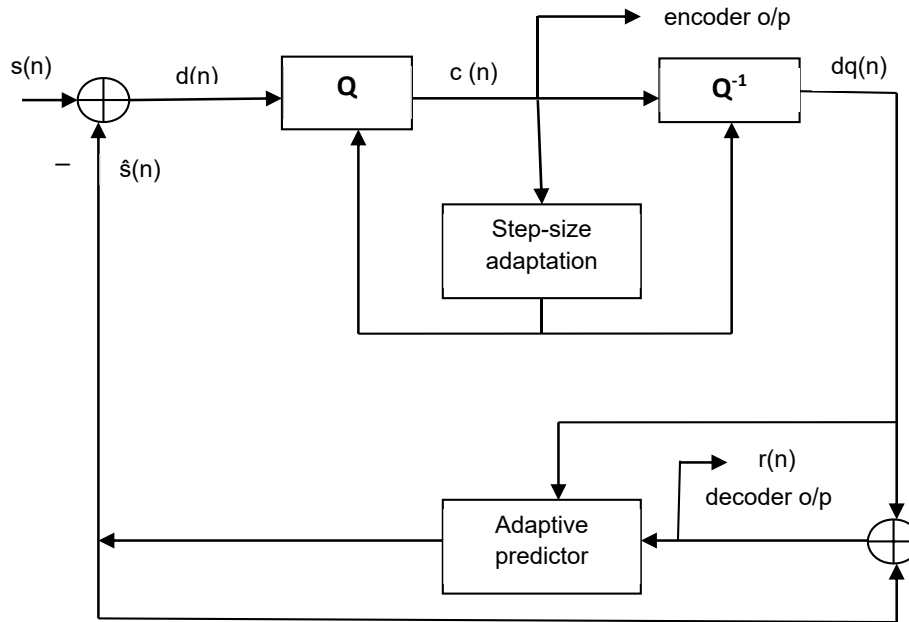 encoder o/p
s(n)
d(n)
Q
c (n)
Q⁻¹
dq(n)
–
ŝ(n)
Step-size
adaptation
r(n)
decoder o/p
Adaptive
predictor